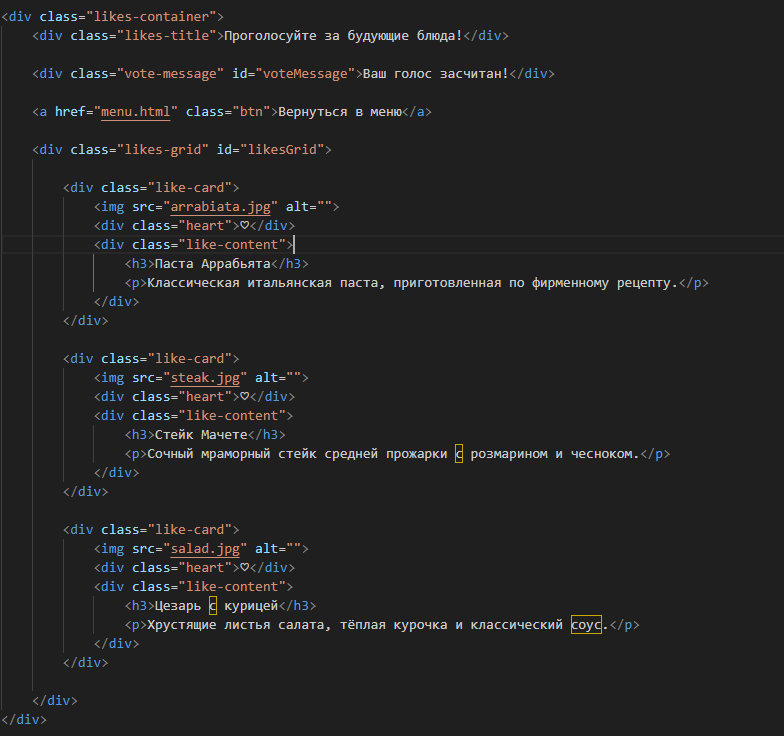 <div class="likes-container">
<div class="likes-title">Проголосуйте за будующие блюда!</div>
<div class="vote-message" id="voteMessage">Ваш голос засчитан!</div>
<a href="menu.html" class="btn">Вернуться в меню</a>
<div class="likes-grid" id="likesGrid">
<div class="like-card">
<img src="arrabiata.jpg" alt="">
<div class="heart">♡</div>
<div class="like-content">
<h3>Паста Аррабьята</h3>
<p>Классическая итальянская паста, приготовленная по фирменному рецепту.</p>
</div>
</div>
<div class="like-card">
<img src="steak.jpg" alt="">
<div class="heart">♡</div>
<div class="like-content">
<h3>Стейк Мачете</h3>
<p>Сочный мраморный стейк средней прожарки с розмарином и чесноком.</p>
</div>
</div>
<div class="like-card">
<img src="salad.jpg" alt="">
<div class="heart">♡</div>
<div class="like-content">
<h3>Цезарь с курицей</h3>
<p>Хрустящие листья салата, тёплая курочка и классический соус.</p>
</div>
</div>
</div>
</div>